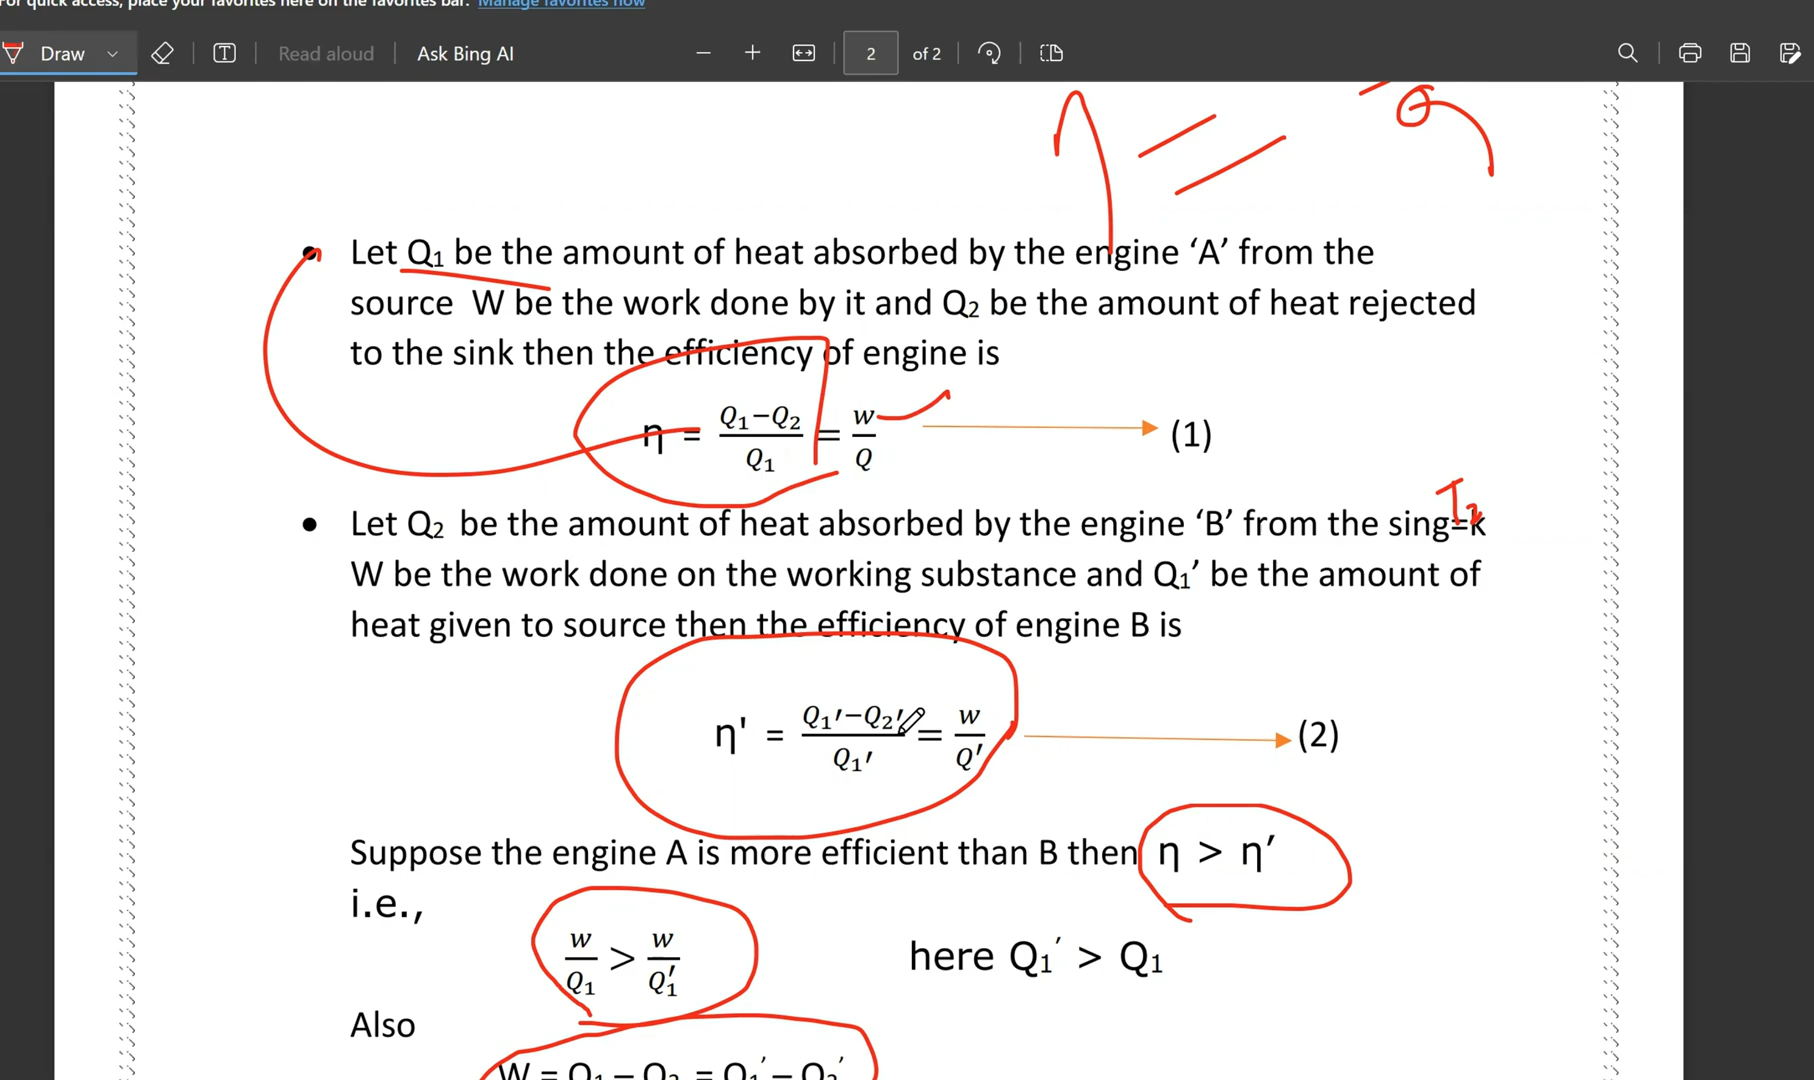 For quick access, place your favorites here on the favorites bar. Manage favorites now
Draw Read aloud Ask Bing AI 2 of 2
η =
Let Q₁ be the amount of heat absorbed by the engine ‘A’ from the
source W be the work done by it and Q₂ be the amount of heat rejected
to the sink then the efficiency of engine is
η = (Q₁−Q₂)/Q₁ = w/Q (1)
T₂
Let Q₂ be the amount of heat absorbed by the engine ‘B’ from the sing=k
W be the work done on the working substance and Q₁’ be the amount of
heat given to source then the efficiency of engine B is
η' = (Q₁′−Q₂′)/Q₁′ = w/Q′ (2)
Suppose the engine A is more efficient than B then η > η′
i.e.,
w/Q₁ > w/Q₁′ here Q₁′ > Q₁
Also
W = Q₁ − Q₂ = Q₁′ − Q₂′